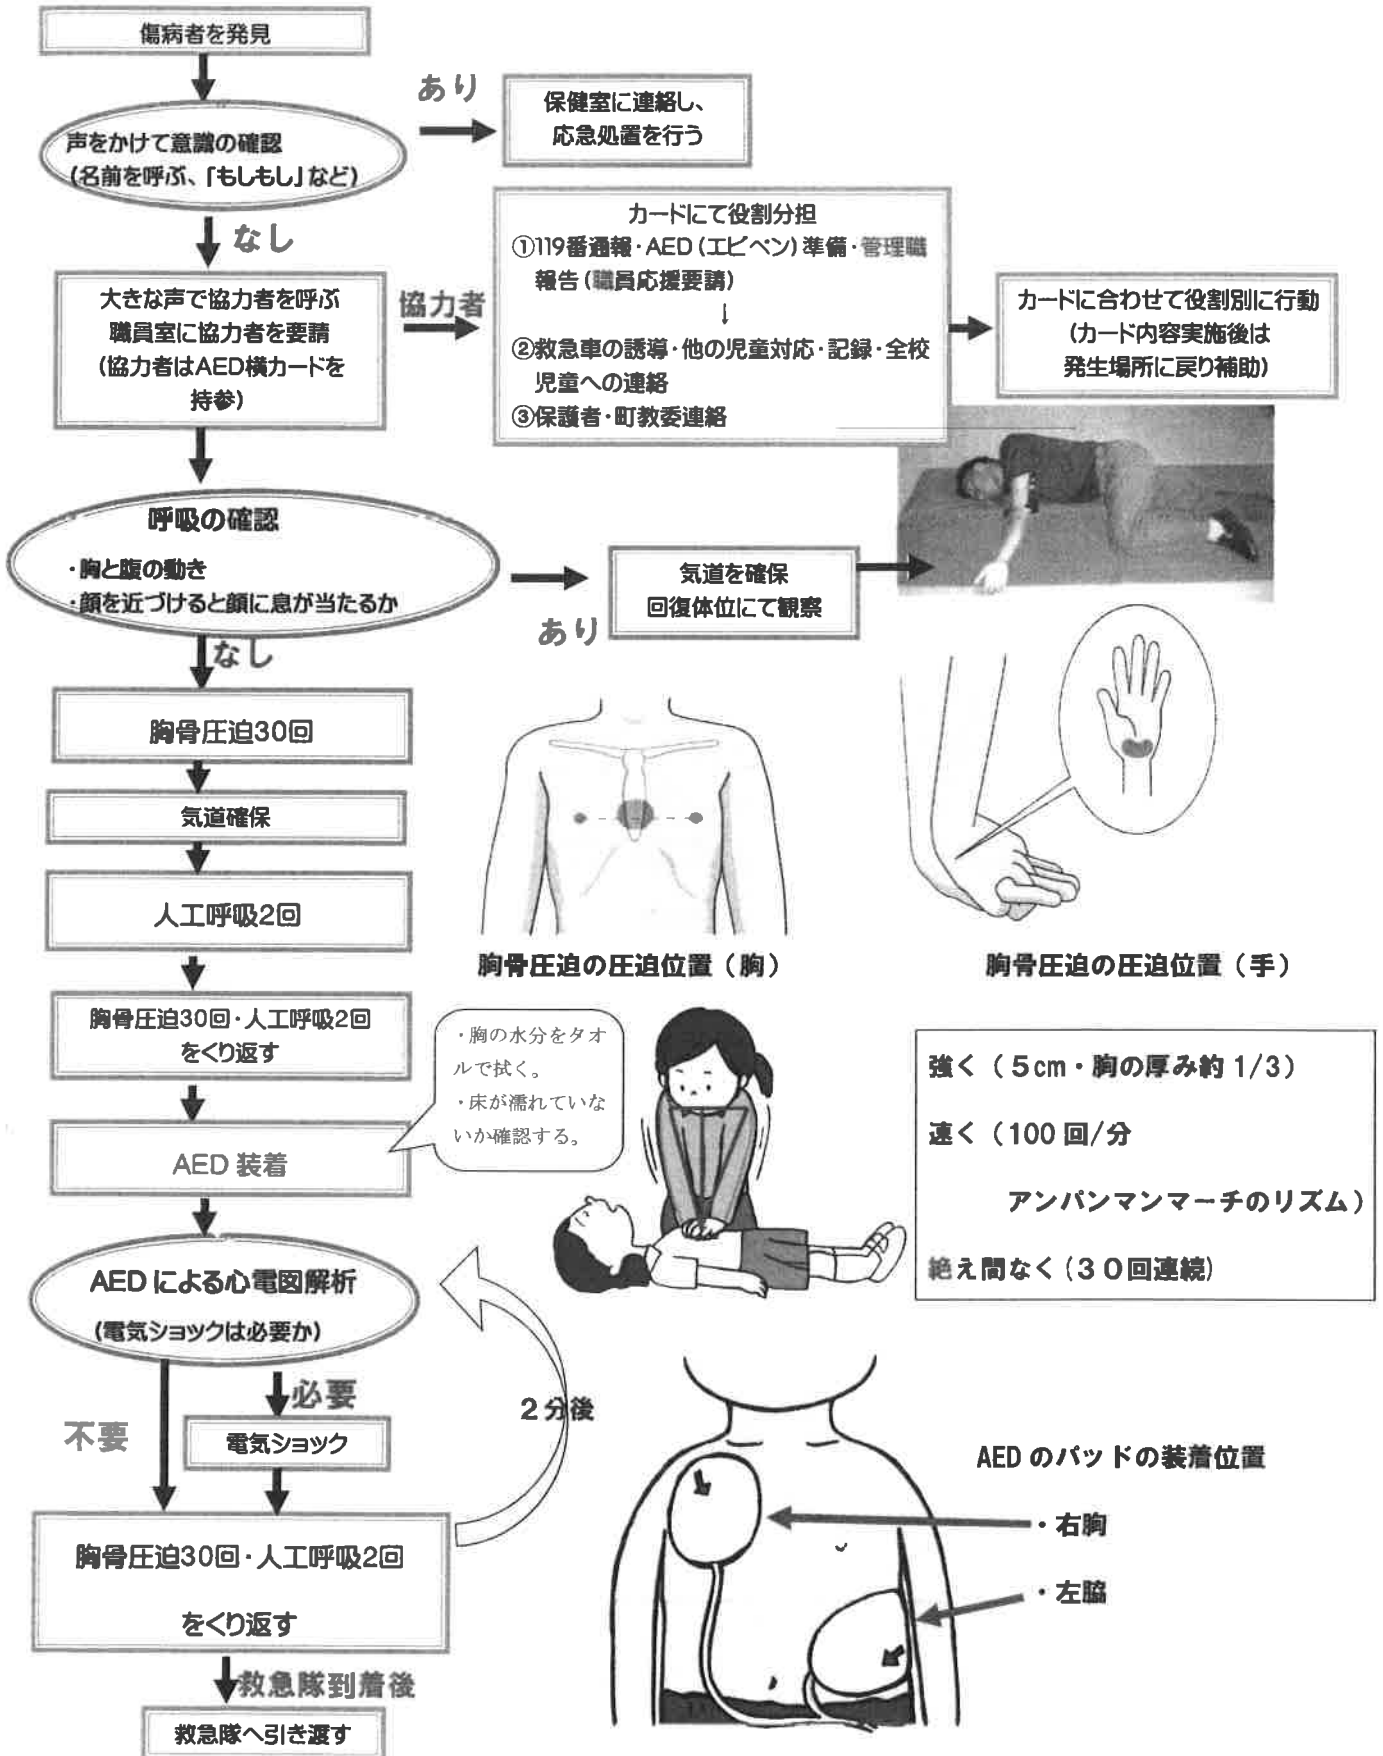 傷病者を発見
声をかけて意識の確認
(名前を呼ぶ、「もしもし」など)
あり
保健室に連絡し、
応急処置を行う
なし
大きな声で協力者を呼ぶ
職員室に協力者を要請
(協力者はAED横カードを
持参)
協力者
カードにて役割分担
①119番通報・AED(エピペン)準備・管理職
報告(職員応援要請)
↓
②救急車の誘導・他の児童対応・記録・全校
児童への連絡
③保護者・町教委連絡
カードに合わせて役割別に行動
(カード内容実施後は
発生場所に戻り補助)
呼吸の確認
・胸と腹の動き
・顔を近づけると顔に息が当たるか
あり
気道を確保
回復体位にて観察
なし
胸骨圧迫30回
気道確保
人工呼吸2回
胸骨圧迫30回・人工呼吸2回
をくり返す
胸骨圧迫の圧迫位置(胸)
胸骨圧迫の圧迫位置(手)
・胸の水分をタオ
ルで拭く。
・床が濡れていな
いか確認する。
AED 装着
強く(5cm・胸の厚み約 1/3)
速く(100 回/分
アンパンマンマーチのリズム)
絶え間なく(30回連続)
AED による心電図解析
(電気ショックは必要か)
必要
不要
電気ショック
2分後
胸骨圧迫30回・人工呼吸2回
をくり返す
AED のパッドの装着位置
・右胸
・左脇
救急隊到着後
救急隊へ引き渡す